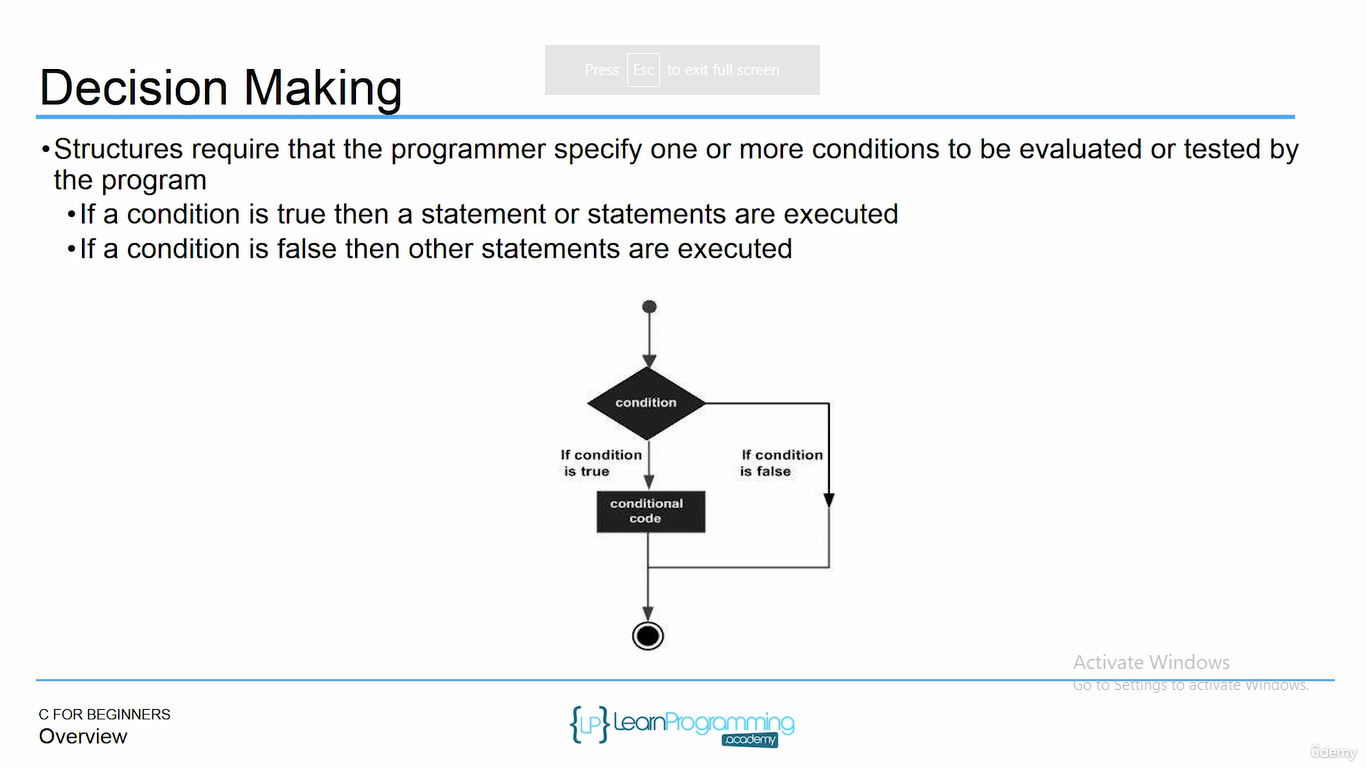 Press Esc to exit full screen
Decision Making
•Structures require that the programmer specify one or more conditions to be evaluated or tested by
the program
•If a condition is true then a statement or statements are executed
•If a condition is false then other statements are executed
condition
If condition
is true
If condition
is false
conditional
code
Activate Windows
Go to Settings to activate Windows.
C FOR BEGINNERS
Overview
{LP} LearnProgramming
.academy
ûdemy